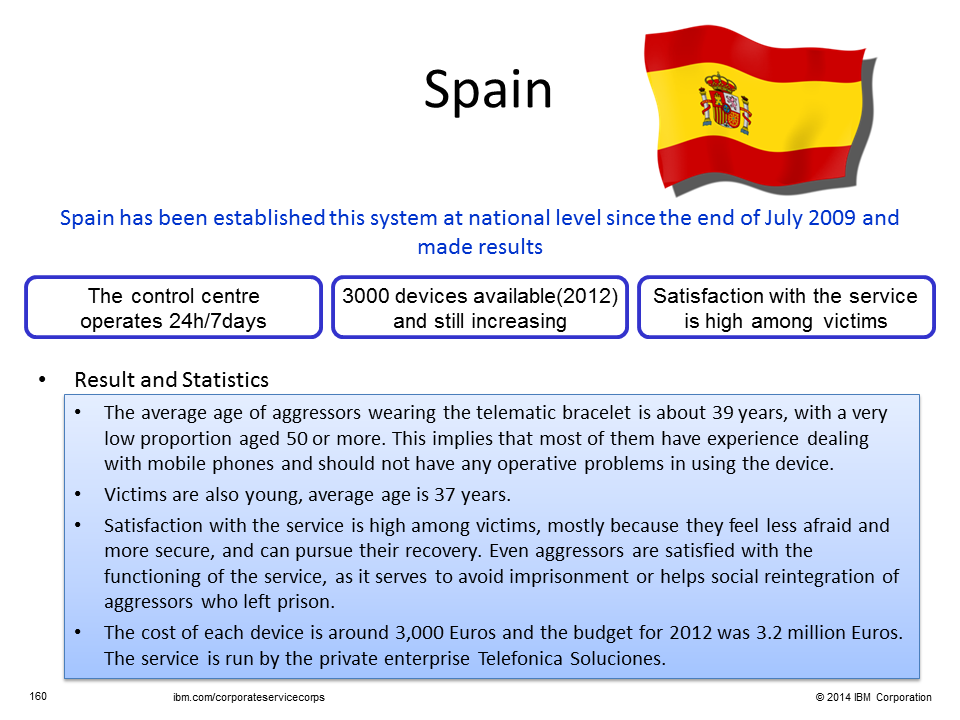 Spain
Spain has been established this system at national level since the end of July 2009 and
made results
The control centre
operates 24h/7days
3000 devices available(2012)
and still increasing
Satisfaction with the service
is high among victims
• Result and Statistics
• The average age of aggressors wearing the telematic bracelet is about 39 years, with a very
low proportion aged 50 or more. This implies that most of them have experience dealing
with mobile phones and should not have any operative problems in using the device.
• Victims are also young, average age is 37 years.
• Satisfaction with the service is high among victims, mostly because they feel less afraid and
more secure, and can pursue their recovery. Even aggressors are satisfied with the
functioning of the service, as it serves to avoid imprisonment or helps social reintegration of
aggressors who left prison.
• The cost of each device is around 3,000 Euros and the budget for 2012 was 3.2 million Euros.
The service is run by the private enterprise Telefonica Soluciones.
160
ibm.com/corporateservicecorps
© 2014 IBM Corporation